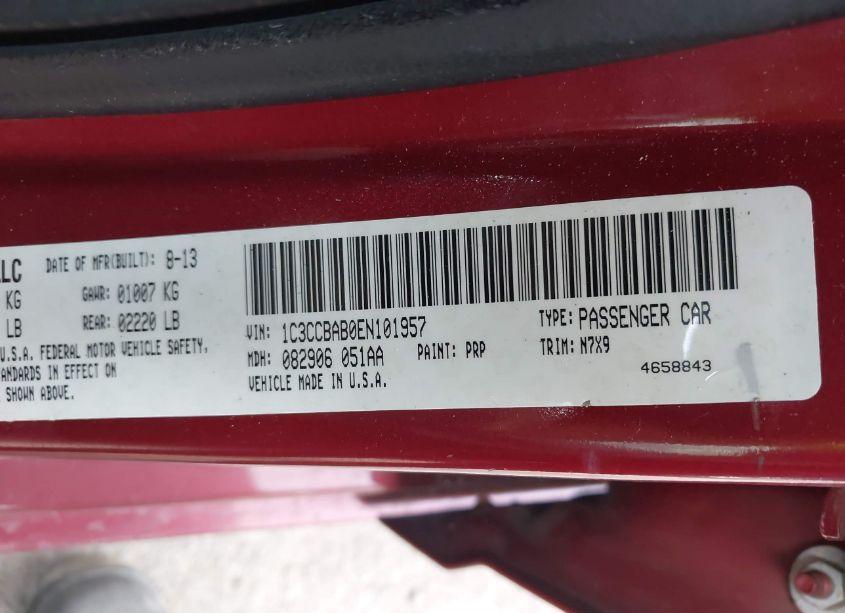 LLC DATE OF MFR(BUILT): 8-13
KG GAWR: 01007 KG
LB REAR: 02220 LB
U.S.A. FEDERAL MOTOR VEHICLE SAFETY,
ANDARDS IN EFFECT ON
SHOWN ABOVE.
VIN: 1C3CCBAB0EN101957 TYPE: PASSENGER CAR
MDH: 082906 051AA PAINT: PRP TRIM: N7X9
VEHICLE MADE IN U.S.A. 4658843